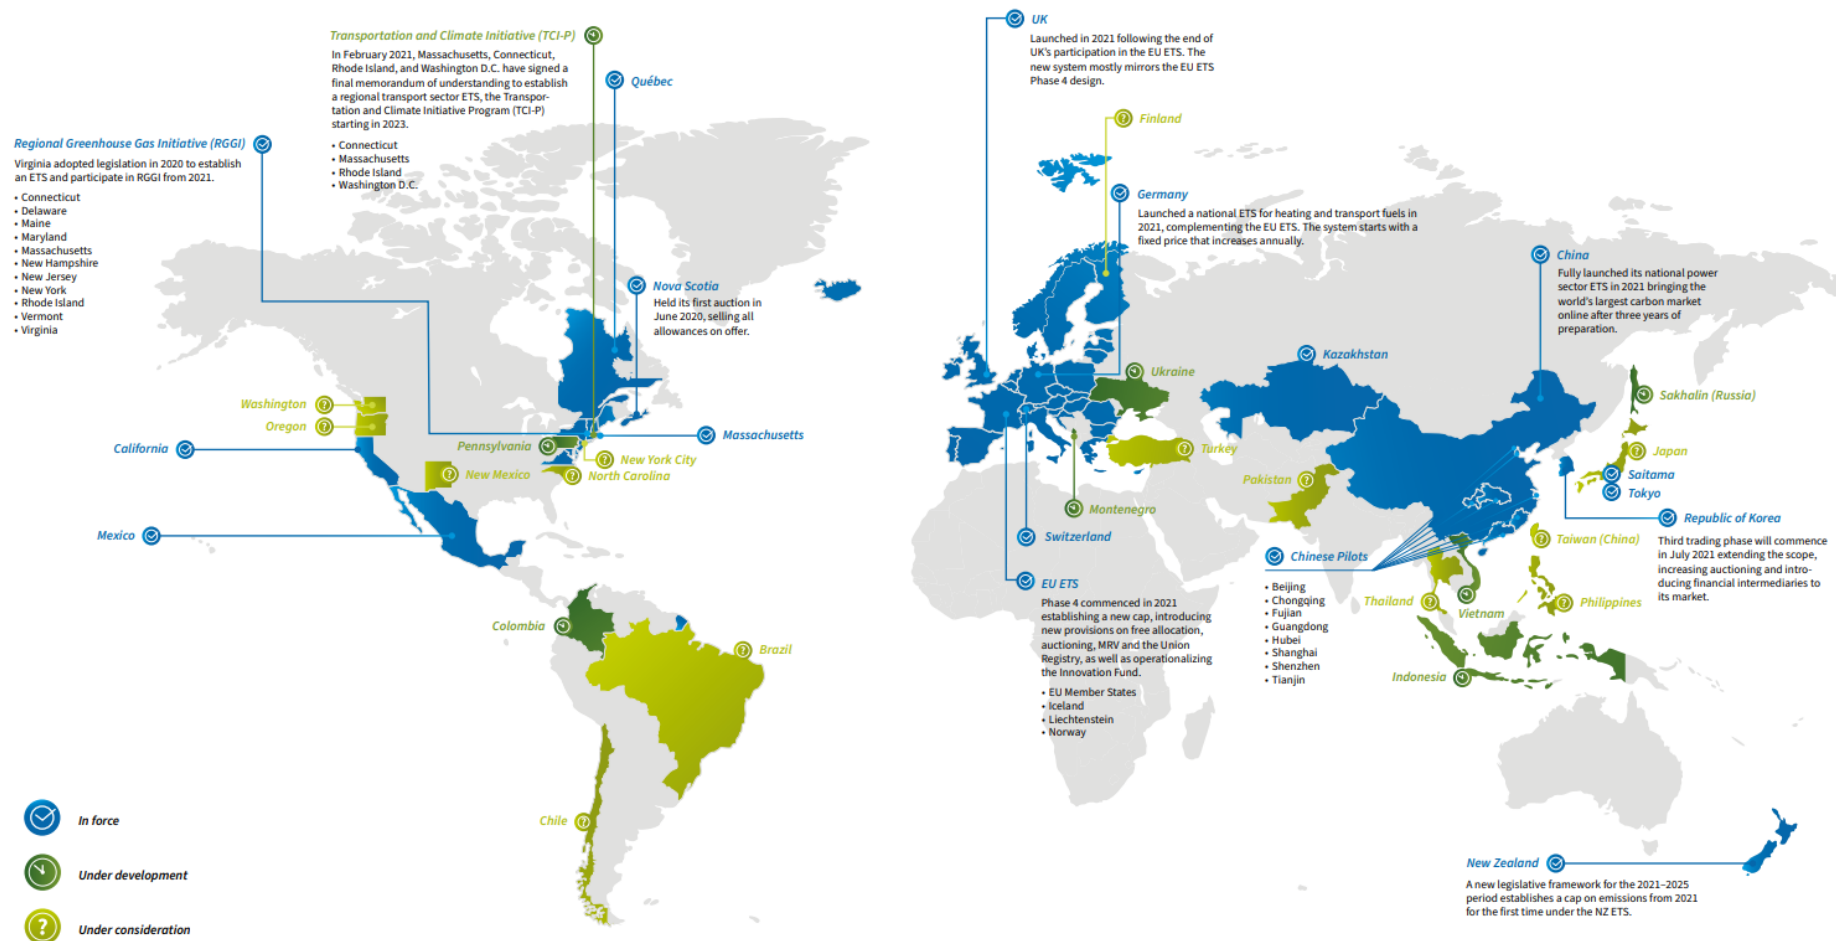 Transportation and Climate Initiative (TCI-P)
In February 2021, Massachusetts, Connecticut,
Rhode Island, and Washington D.C. have signed a
final memorandum of understanding to establish
a regional transport sector ETS, the Transpor-
tation and Climate Initiative Program (TCI-P)
starting in 2023.
• Connecticut
• Massachusetts
• Rhode Island
• Washington D.C.
Québec
Regional Greenhouse Gas Initiative (RGGI)
Virginia adopted legislation in 2020 to establish
an ETS and participate in RGGI from 2021.
• Connecticut
• Delaware
• Maine
• Maryland
• Massachusetts
• New Hampshire
• New Jersey
• New York
• Rhode Island
• Vermont
• Virginia
Nova Scotia
Held its first auction in
June 2020, selling all
allowances on offer.
Washington
Oregon
California
Pennsylvania
Massachusetts
New York City
New Mexico
North Carolina
Mexico
Colombia
Brazil
Chile
In force
Under development
Under consideration
UK
Launched in 2021 following the end of
UK's participation in the EU ETS. The
new system mostly mirrors the EU ETS
Phase 4 design.
Finland
Germany
Launched a national ETS for heating and transport fuels in
2021, complementing the EU ETS. The system starts with a
fixed price that increases annually.
China
Fully launched its national power
sector ETS in 2021 bringing the
world's largest carbon market
online after three years of
preparation.
Kazakhstan
Ukraine
Sakhalin (Russia)
Turkey
Japan
Pakistan
Saitama
Tokyo
Montenegro
Republic of Korea
Third trading phase will commence
in July 2021 extending the scope,
increasing auctioning and intro-
ducing financial intermediaries to
its market.
Switzerland
Taiwan (China)
Chinese Pilots
• Beijing
• Chongqing
• Fujian
• Guangdong
• Hubei
• Shanghai
• Shenzhen
• Tianjin
EU ETS
Phase 4 commenced in 2021
establishing a new cap, introducing
new provisions on free allocation,
auctioning, MRV and the Union
Registry, as well as operationalizing
the Innovation Fund.
• EU Member States
• Iceland
• Liechtenstein
• Norway
Thailand
Vietnam
Philippines
Indonesia
New Zealand
A new legislative framework for the 2021–2025
period establishes a cap on emissions from 2021
for the first time under the NZ ETS.